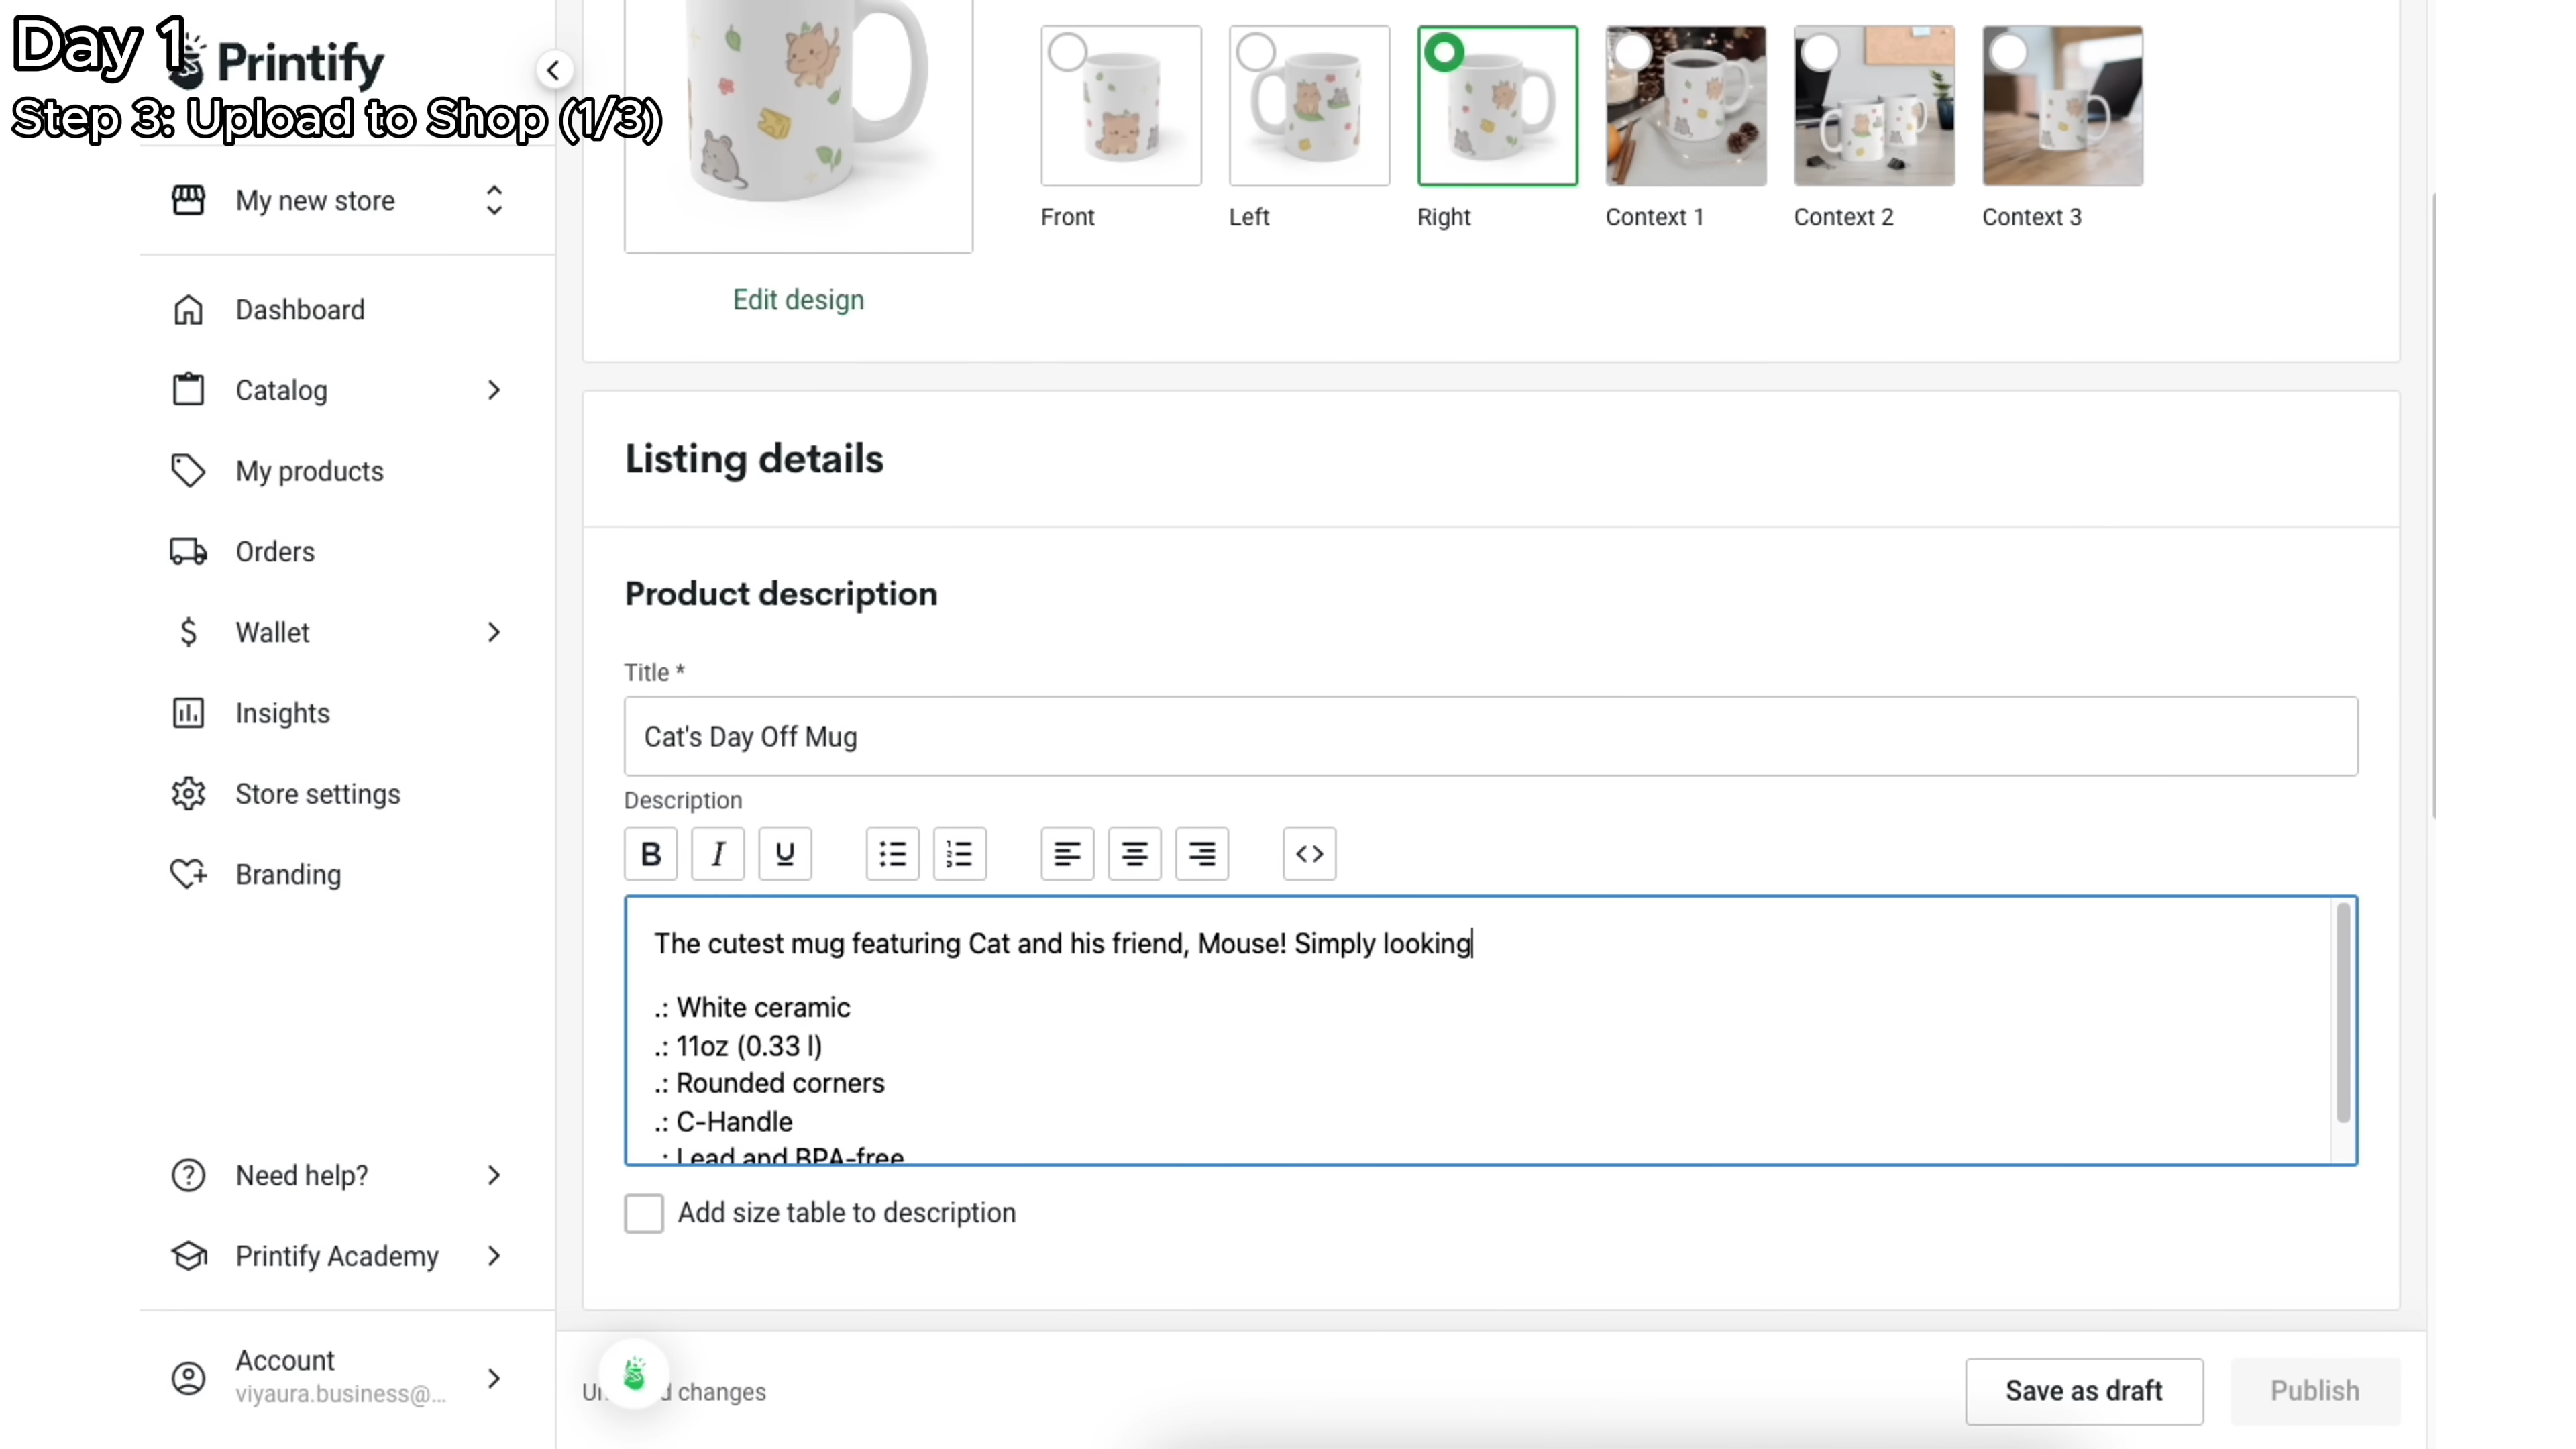 Day 1
Printify
Step 3: Upload to Shop (1/3)
My new store
Dashboard
Catalog
My products
Orders
Wallet
Insights
Store settings
Branding
Need help?
Printify Academy
Account
viyaura.business@...
Front
Left
Right
Context 1
Context 2
Context 3
Edit design
Listing details
Product description
Title *
Cat's Day Off Mug
Description
B I U
The cutest mug featuring Cat and his friend, Mouse! Simply looking
.: White ceramic
.: 11oz (0.33 l)
.: Rounded corners
.: C-Handle
.: Lead and BPA-free
Add size table to description
changes
Save as draft
Publish